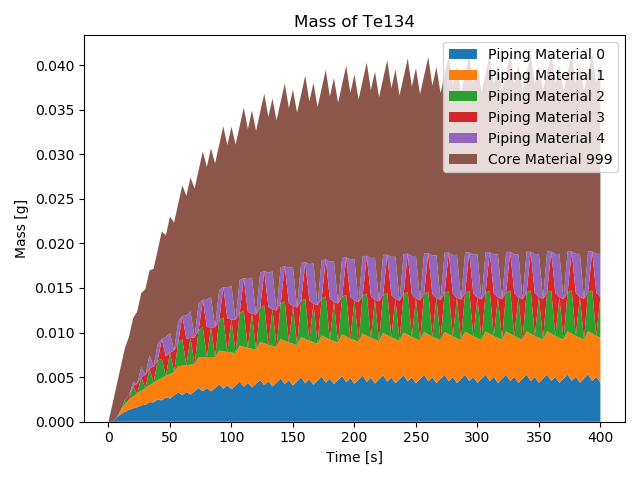 Mass of Te134
Piping Material 0
Piping Material 1
Piping Material 2
Piping Material 3
Piping Material 4
Core Material 999
Mass [g]
0.040
0.035
0.030
0.025
0.020
0.015
0.010
0.005
0.000
0
50
100
150
200
250
300
350
400
Time [s]